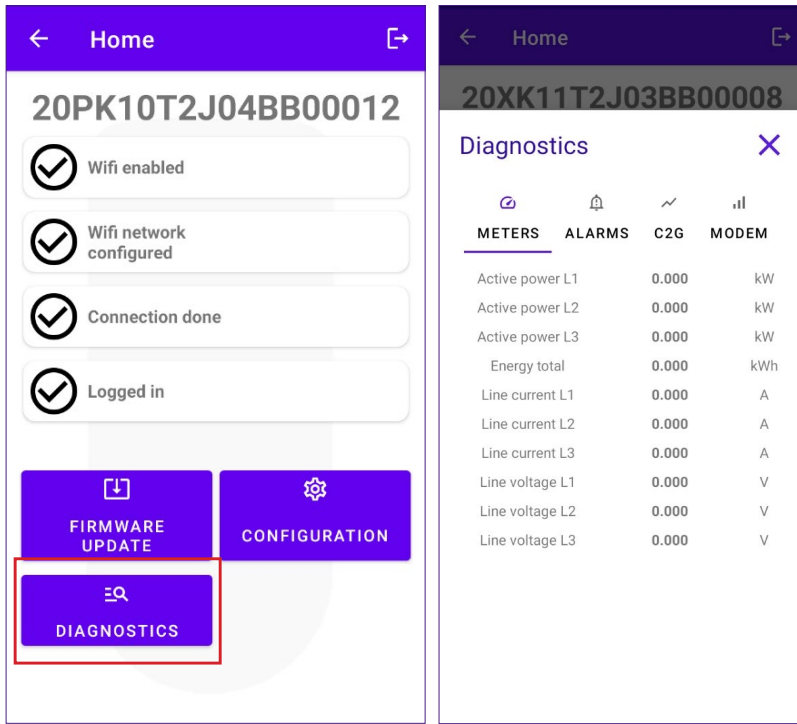 Home
20PK10T2J04BB00012
Wifi enabled
Wifi network
configured
Connection done
Logged in
FIRMWARE
UPDATE
CONFIGURATION
DIAGNOSTICS
Home
20XK11T2J03BB00008
Diagnostics
METERS ALARMS C2G MODEM
Active power L1 0.000 kW
Active power L2 0.000 kW
Active power L3 0.000 kW
Energy total 0.000 kWh
Line current L1 0.000 A
Line current L2 0.000 A
Line current L3 0.000 A
Line voltage L1 0.000 V
Line voltage L2 0.000 V
Line voltage L3 0.000 V